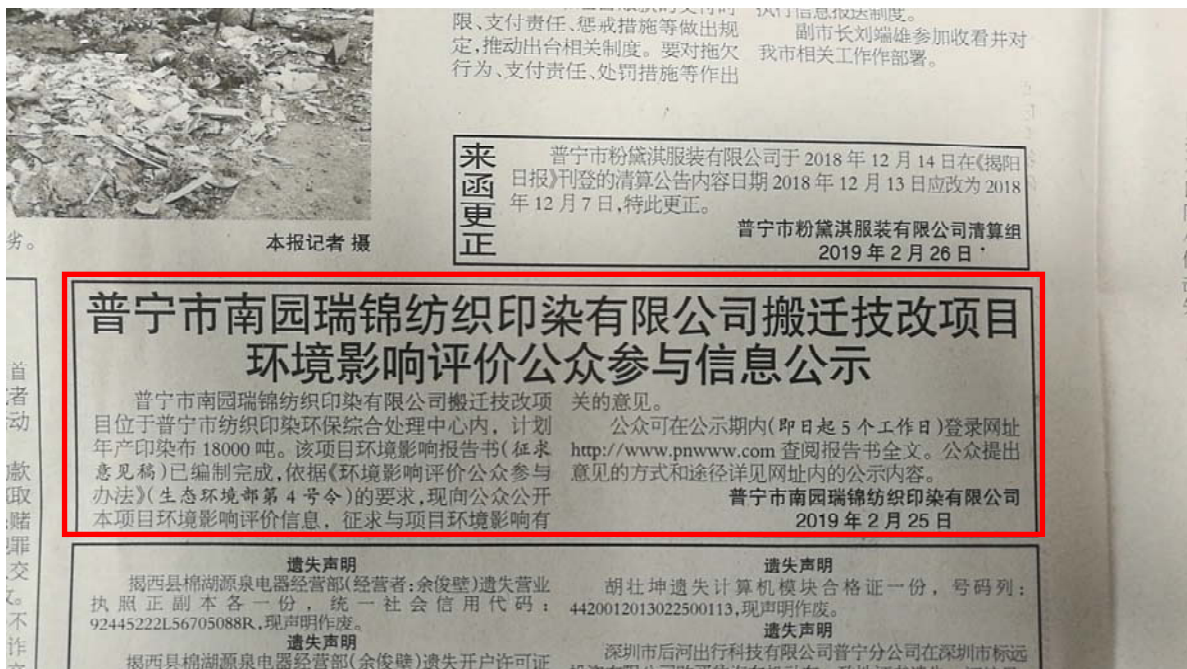 限、支付责任、惩戒措施等做出规
定,推动出台相关制度。要对拖欠
行为、支付责任、处罚措施等作出
执行信息报送制度。
副市长刘端雄参加收看并对
我市相关工作作部署。
劣。
本报记者 摄
来函更正
普宁市粉黛淇服装有限公司于 2018 年 12 月 14 日在《揭阳
日报》刊登的清算公告内容日期 2018 年 12 月 13 日应改为 2018
年 12 月 7 日,特此更正。
普宁市粉黛淇服装有限公司清算组
2019 年 2 月 26 日
普宁市南园瑞锦纺织印染有限公司搬迁技改项目
环境影响评价公众参与信息公示
普宁市南园瑞锦纺织印染有限公司搬迁技改项
目位于普宁市纺织印染环保综合处理中心内，计划
年产印染布 18000 吨。该项目环境影响报告书(征求
意见稿)已编制完成,依据《环境影响评价公众参与
办法》(生态环境部第 4 号令)的要求,现向公众公开
本项目环境影响评价信息，征求与项目环境影响有
关的意见。
公众可在公示期内(即日起 5 个工作日)登录网址
http://www.pnwww.com 查阅报告书全文。公众提出
意见的方式和途径详见网址内的公示内容。
普宁市南园瑞锦纺织印染有限公司
2019 年 2 月 25 日
遗失声明
揭西县棉湖源泉电器经营部(经营者:余俊壁)遗失营业
执照正副本各一份，统一社会信用代码：
92445222L56705088R,现声明作废。
遗失声明
揭西县棉湖源泉电器经营部(余俊壁)遗失开户许可证
遗失声明
胡壮坤遗失计算机模块合格证一份，号码列：
4420012013022500113,现声明作废。
遗失声明
深圳市后河出行科技有限公司普宁分公司在深圳市标远